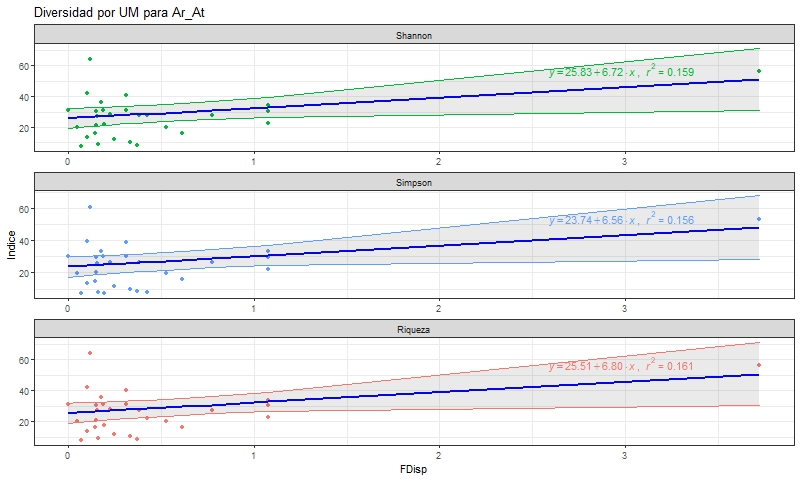 Diversidad por UM para Ar_At
Shannon
y = 25.83 + 6.72 · x, r² = 0.159
60
40
20
0 1 2 3
Simpson
y = 23.74 + 6.56 · x, r² = 0.156
60
40
20
0 1 2 3
Indice
Riqueza
y = 25.51 + 6.80 · x, r² = 0.161
60
40
20
0 1 2 3
FDisp